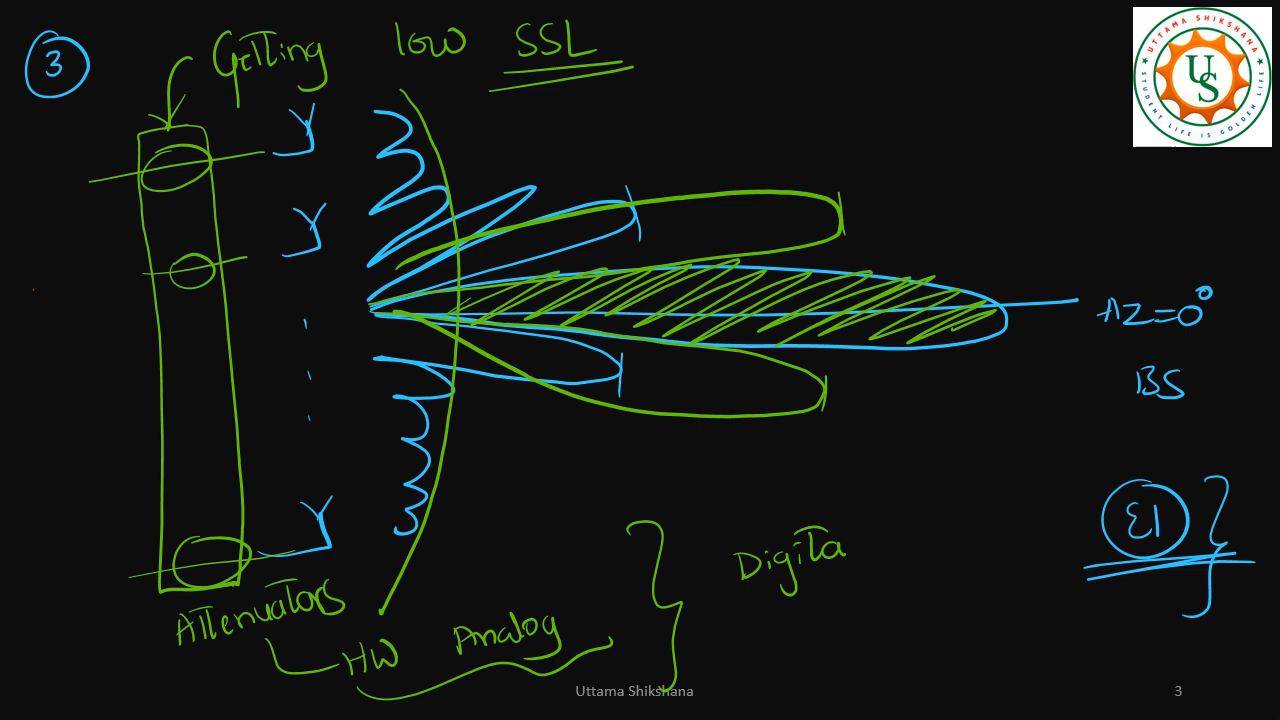 3
Getting low SSL
UTTAMA SHIKSHANA
US
STUDENT LIFE IS GOLDEN LIFE
AZ=0°
BS
El
Digita
Attenuators
HW Analog
Uttama Shikshana
3